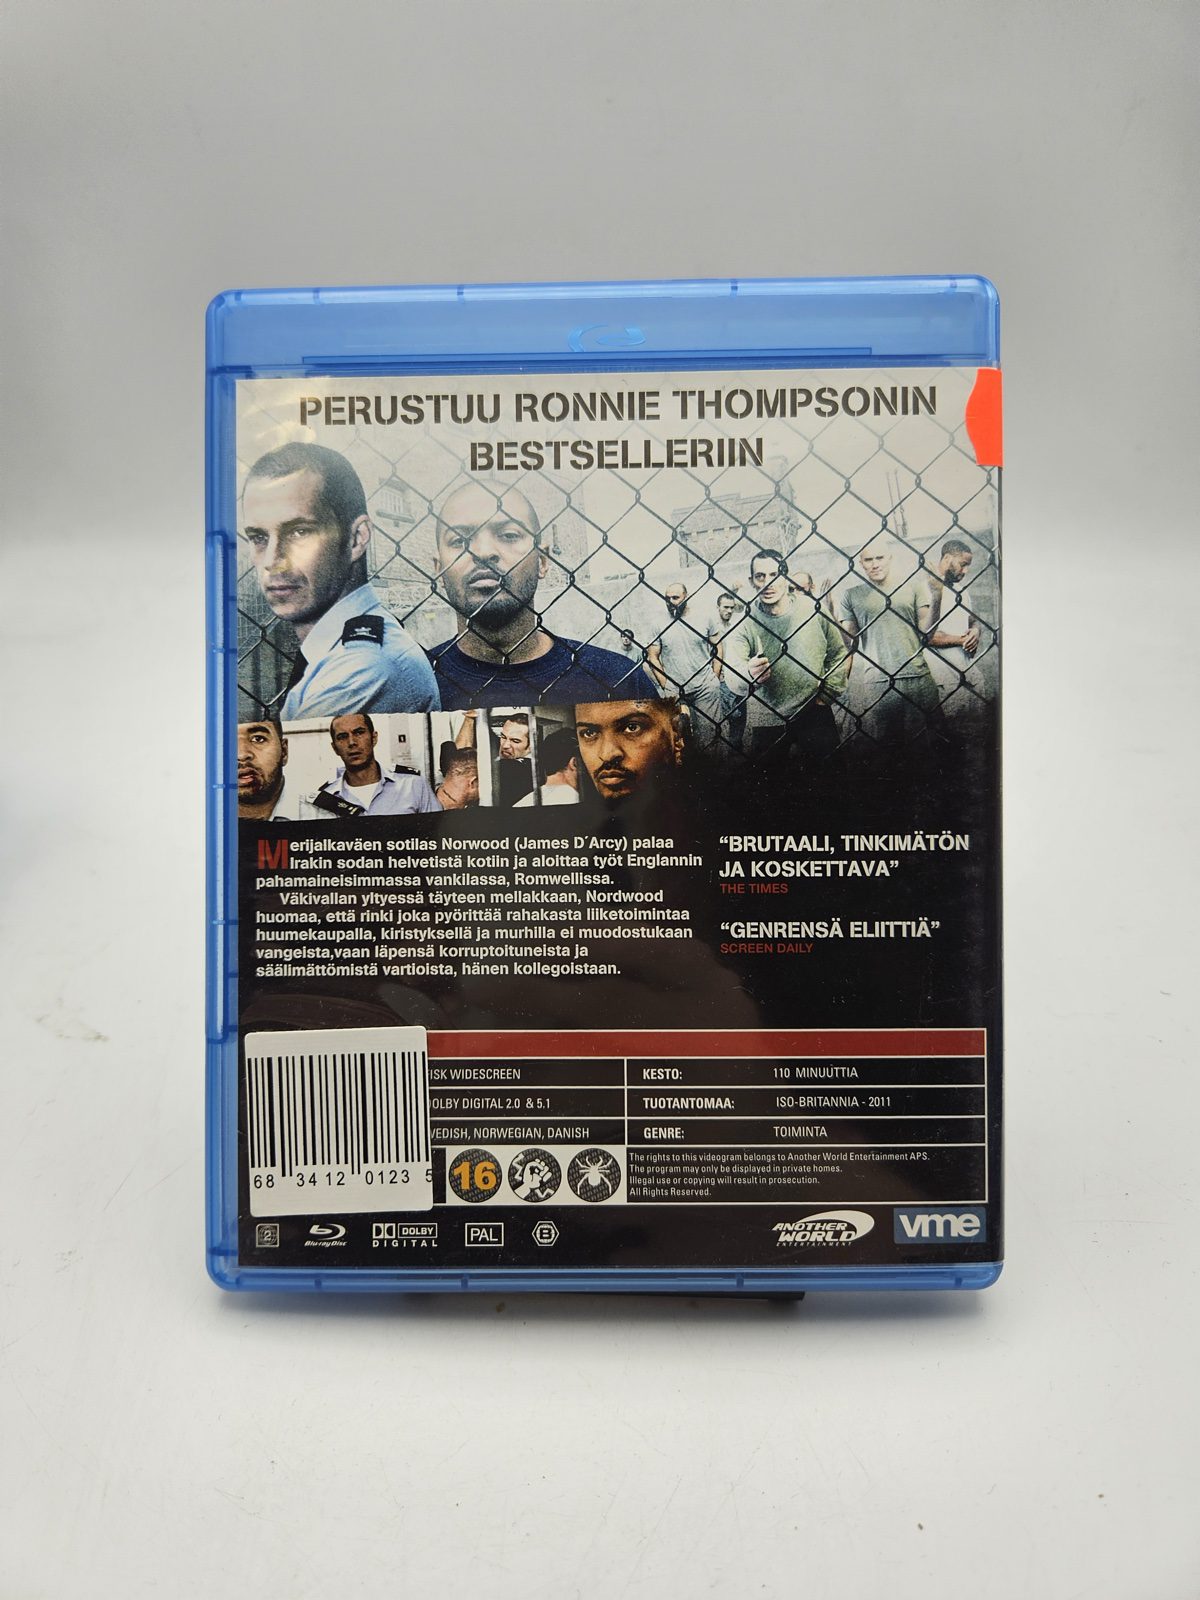 PERUSTUU RONNIE THOMPSONIN
BESTSELLERIIN
Merijalkaväen sotilas Norwood (James D´Arcy) palaa
Irakin sodan helvetistä kotiin ja aloittaa työt Englannin
pahamaineisimmassa vankilassa, Romwellissa.
Väkivallan yltyessä täyteen mellakkaan, Nordwood
huomaa, että rinki joka pyörittää rahakasta liiketoimintaa
huumekaupalla, kiristyksellä ja murhilla ei muodostukaan
vangeista,vaan läpensä korruptoituneista ja
säälimättömistä vartioista, hänen kollegoistaan.
“BRUTAALI, TINKIMÄTÖN
JA KOSKETTAVA”
THE TIMES
“GENRENSÄ ELIITTIÄ”
SCREEN DAILY
WIDESCREEN
DIGITAL 2.0 & 5.1
NORWEGIAN, DANISH
KESTO: 110 MINUUTTIA
TUOTANTOMAA: ISO-BRITANNIA - 2011
GENRE: TOIMINTA
The rights to this videogram belongs to Another World Entertainment APS.
The program may only be displayed in private homes.
Illegal use or copying will result in prosecution.
All Rights Reserved.
68 3412 0123 5
16
2
Blu-ray Disc
DOLBY
DIGITAL
PAL
B
ANOTHER
WORLD
ENTERTAINMENT
vme